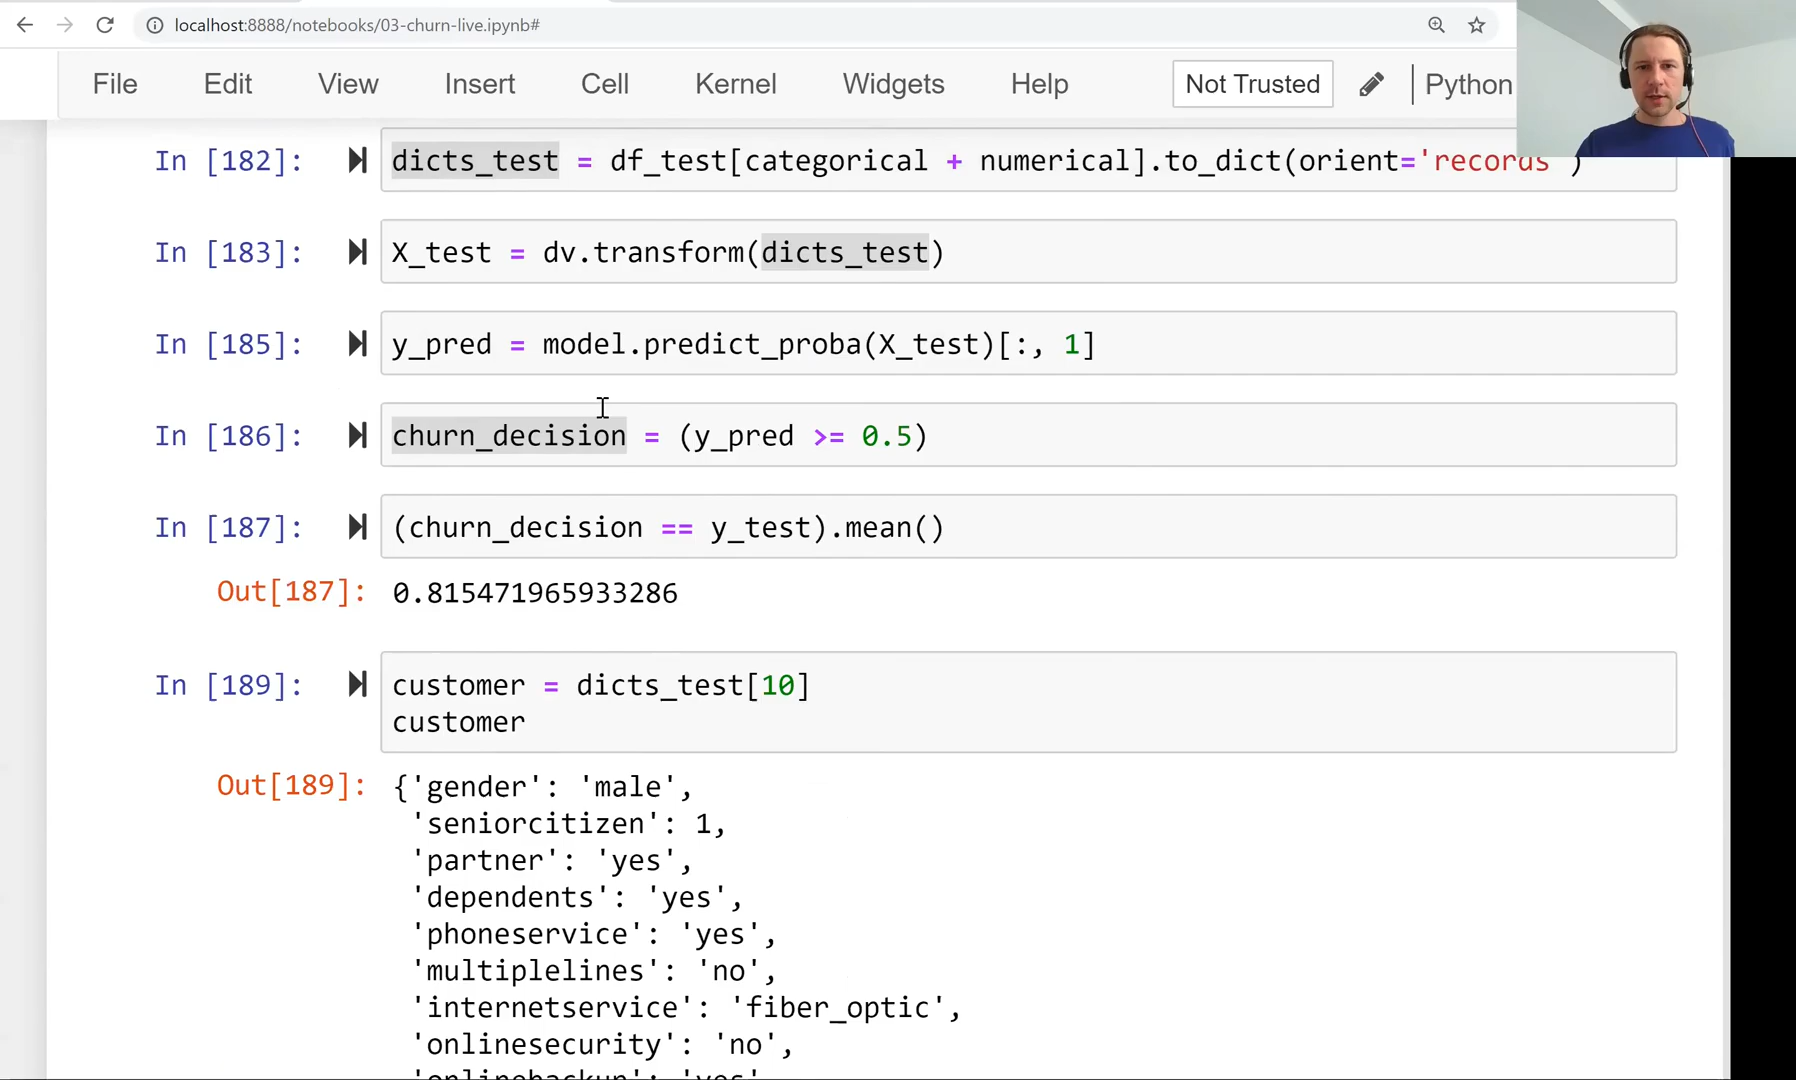 localhost:8888/notebooks/03-churn-live.ipynb#
File Edit View Insert Cell Kernel Widgets Help Not Trusted Python
In [182]: dicts_test = df_test[categorical + numerical].to_dict(orient='records')
In [183]: X_test = dv.transform(dicts_test)
In [185]: y_pred = model.predict_proba(X_test)[:, 1]
In [186]: churn_decision = (y_pred >= 0.5)
In [187]: (churn_decision == y_test).mean()
Out[187]: 0.815471965933286
In [189]: customer = dicts_test[10]
customer
Out[189]: {'gender': 'male',
'seniorcitizen': 1,
'partner': 'yes',
'dependents': 'yes',
'phoneservice': 'yes',
'multiplelines': 'no',
'internetservice': 'fiber_optic',
'onlinesecurity': 'no',
'onlinebackup': 'yes'